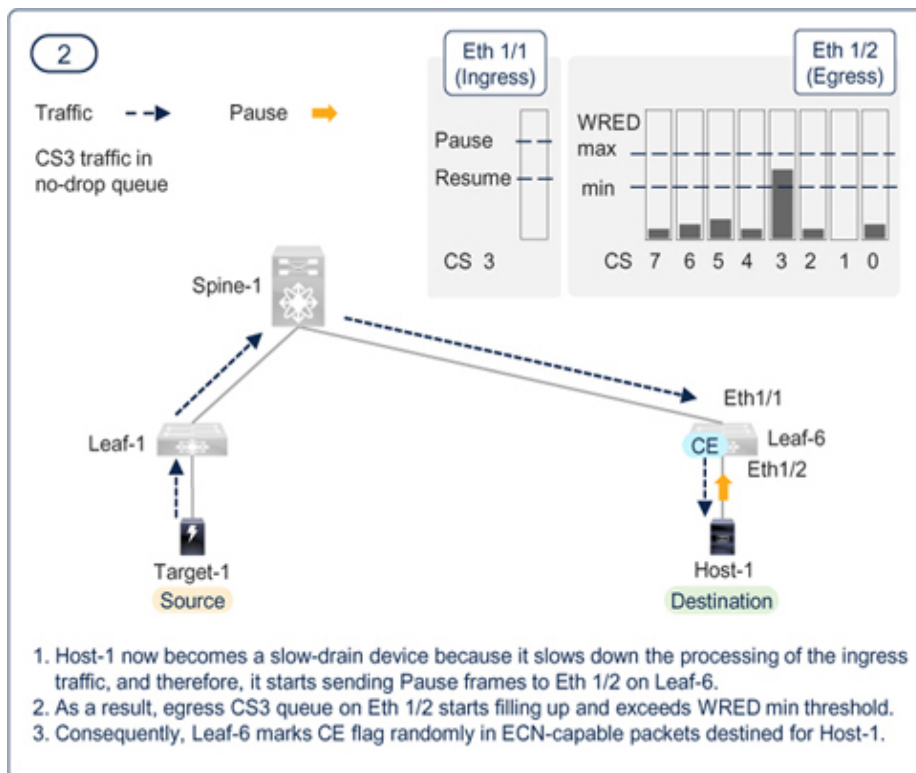 2
Eth 1/1
(Ingress)
Eth 1/2
(Egress)
Traffic
Pause
CS3 traffic in
no-drop queue
Pause
Resume
CS 3
WRED
max
min
CS 7 6 5 4 3 2 1 0
Spine-1
Leaf-1
Eth1/1
CE
Leaf-6
Eth1/2
Target-1
Source
Host-1
Destination
1. Host-1 now becomes a slow-drain device because it slows down the processing of the ingress
traffic, and therefore, it starts sending Pause frames to Eth 1/2 on Leaf-6.
2. As a result, egress CS3 queue on Eth 1/2 starts filling up and exceeds WRED min threshold.
3. Consequently, Leaf-6 marks CE flag randomly in ECN-capable packets destined for Host-1.